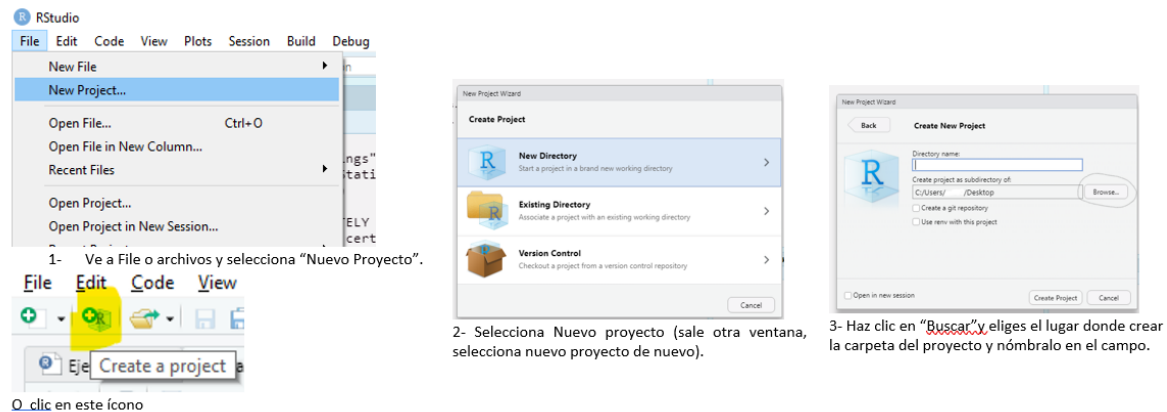 RStudio
File Edit Code View Plots Session Build Debug
New File
New Project...
Open File... Ctrl+O
Open File in New Column...
Recent Files
Open Project...
Open Project in New Session...
1- Ve a File o archivos y selecciona “Nuevo Proyecto”.
File Edit Code View
Create a project
O clic en este ícono
New Project Wizard
Create Project
New Directory
Start a project in a brand new working directory
Existing Directory
Associate a project with an existing working directory
Version Control
Checkout a project from a version control repository
Cancel
2- Selecciona Nuevo proyecto (sale otra ventana,
selecciona nuevo proyecto de nuevo).
New Project Wizard
Back Create New Project
Directory name:
Create project as subdirectory of:
C:/Users/ /Desktop Browse...
Create a git repository
Use renv with this project
Open in new session Create Project Cancel
3- Haz clic en “Buscar”y eliges el lugar donde crear
la carpeta del proyecto y nómbralo en el campo.